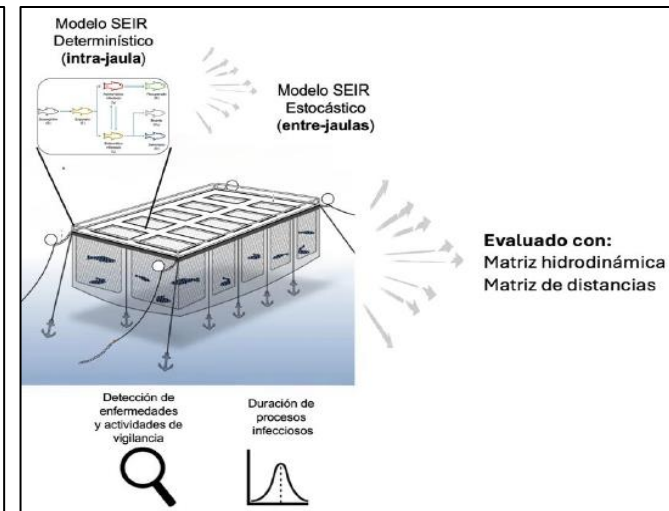 Modelo SEIR
Determinístico
(intra-jaula)
Modelo SEIR
Estocástico
(entre-jaulas)
Evaluado con:
Matriz hidrodinámica
Matriz de distancias
Detección de
enfermedades
y actividades de
vigilancia
Duración de
procesos
infecciosos